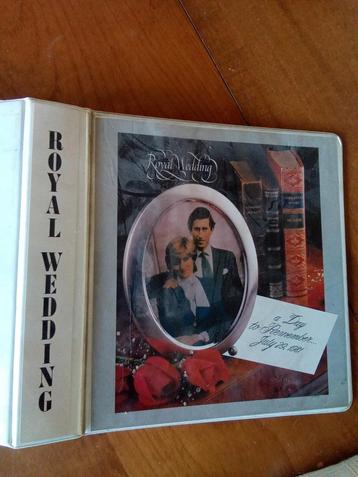 ROYAL WEDDING
Royal Wedding
a Day
to Remember...
July 29, 1981